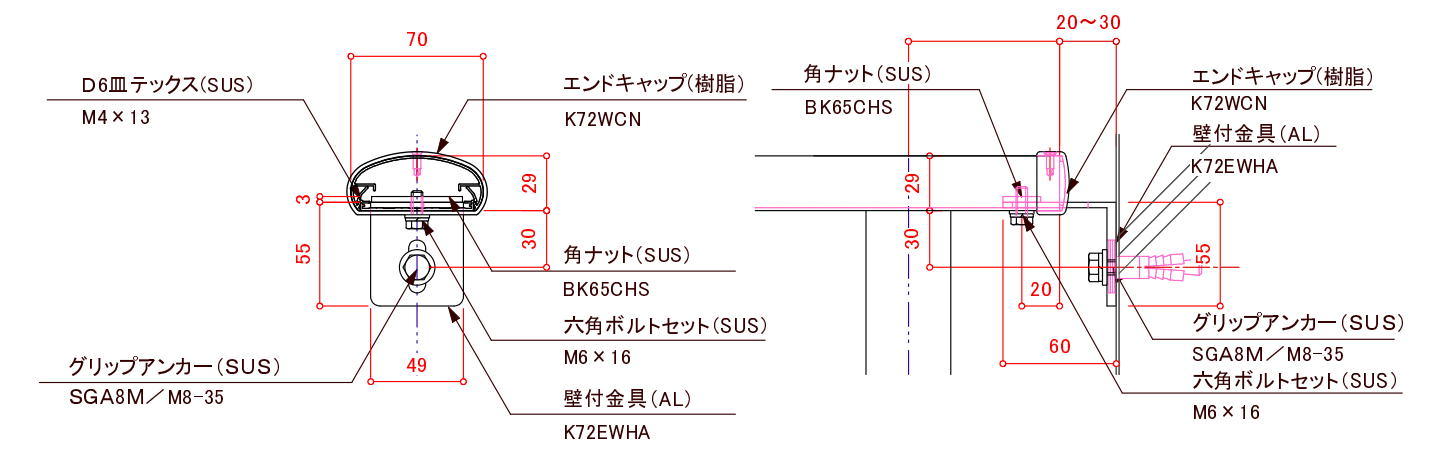 70
D6皿テックス(SUS)
M4×13
エンドキャップ(樹脂)
K72WCN
3
29
55
30
角ナット(SUS)
BK65CHS
六角ボルトセット(SUS)
M6×16
グリップアンカー(SUS)
SGA8M／M8-35
49
壁付金具(AL)
K72EWHA
20～30
角ナット(SUS)
BK65CHS
エンドキャップ(樹脂)
K72WCN
壁付金具(AL)
K72EWHA
29
30
55
20
60
グリップアンカー(SUS)
SGA8M／M8-35
六角ボルトセット(SUS)
M6×16